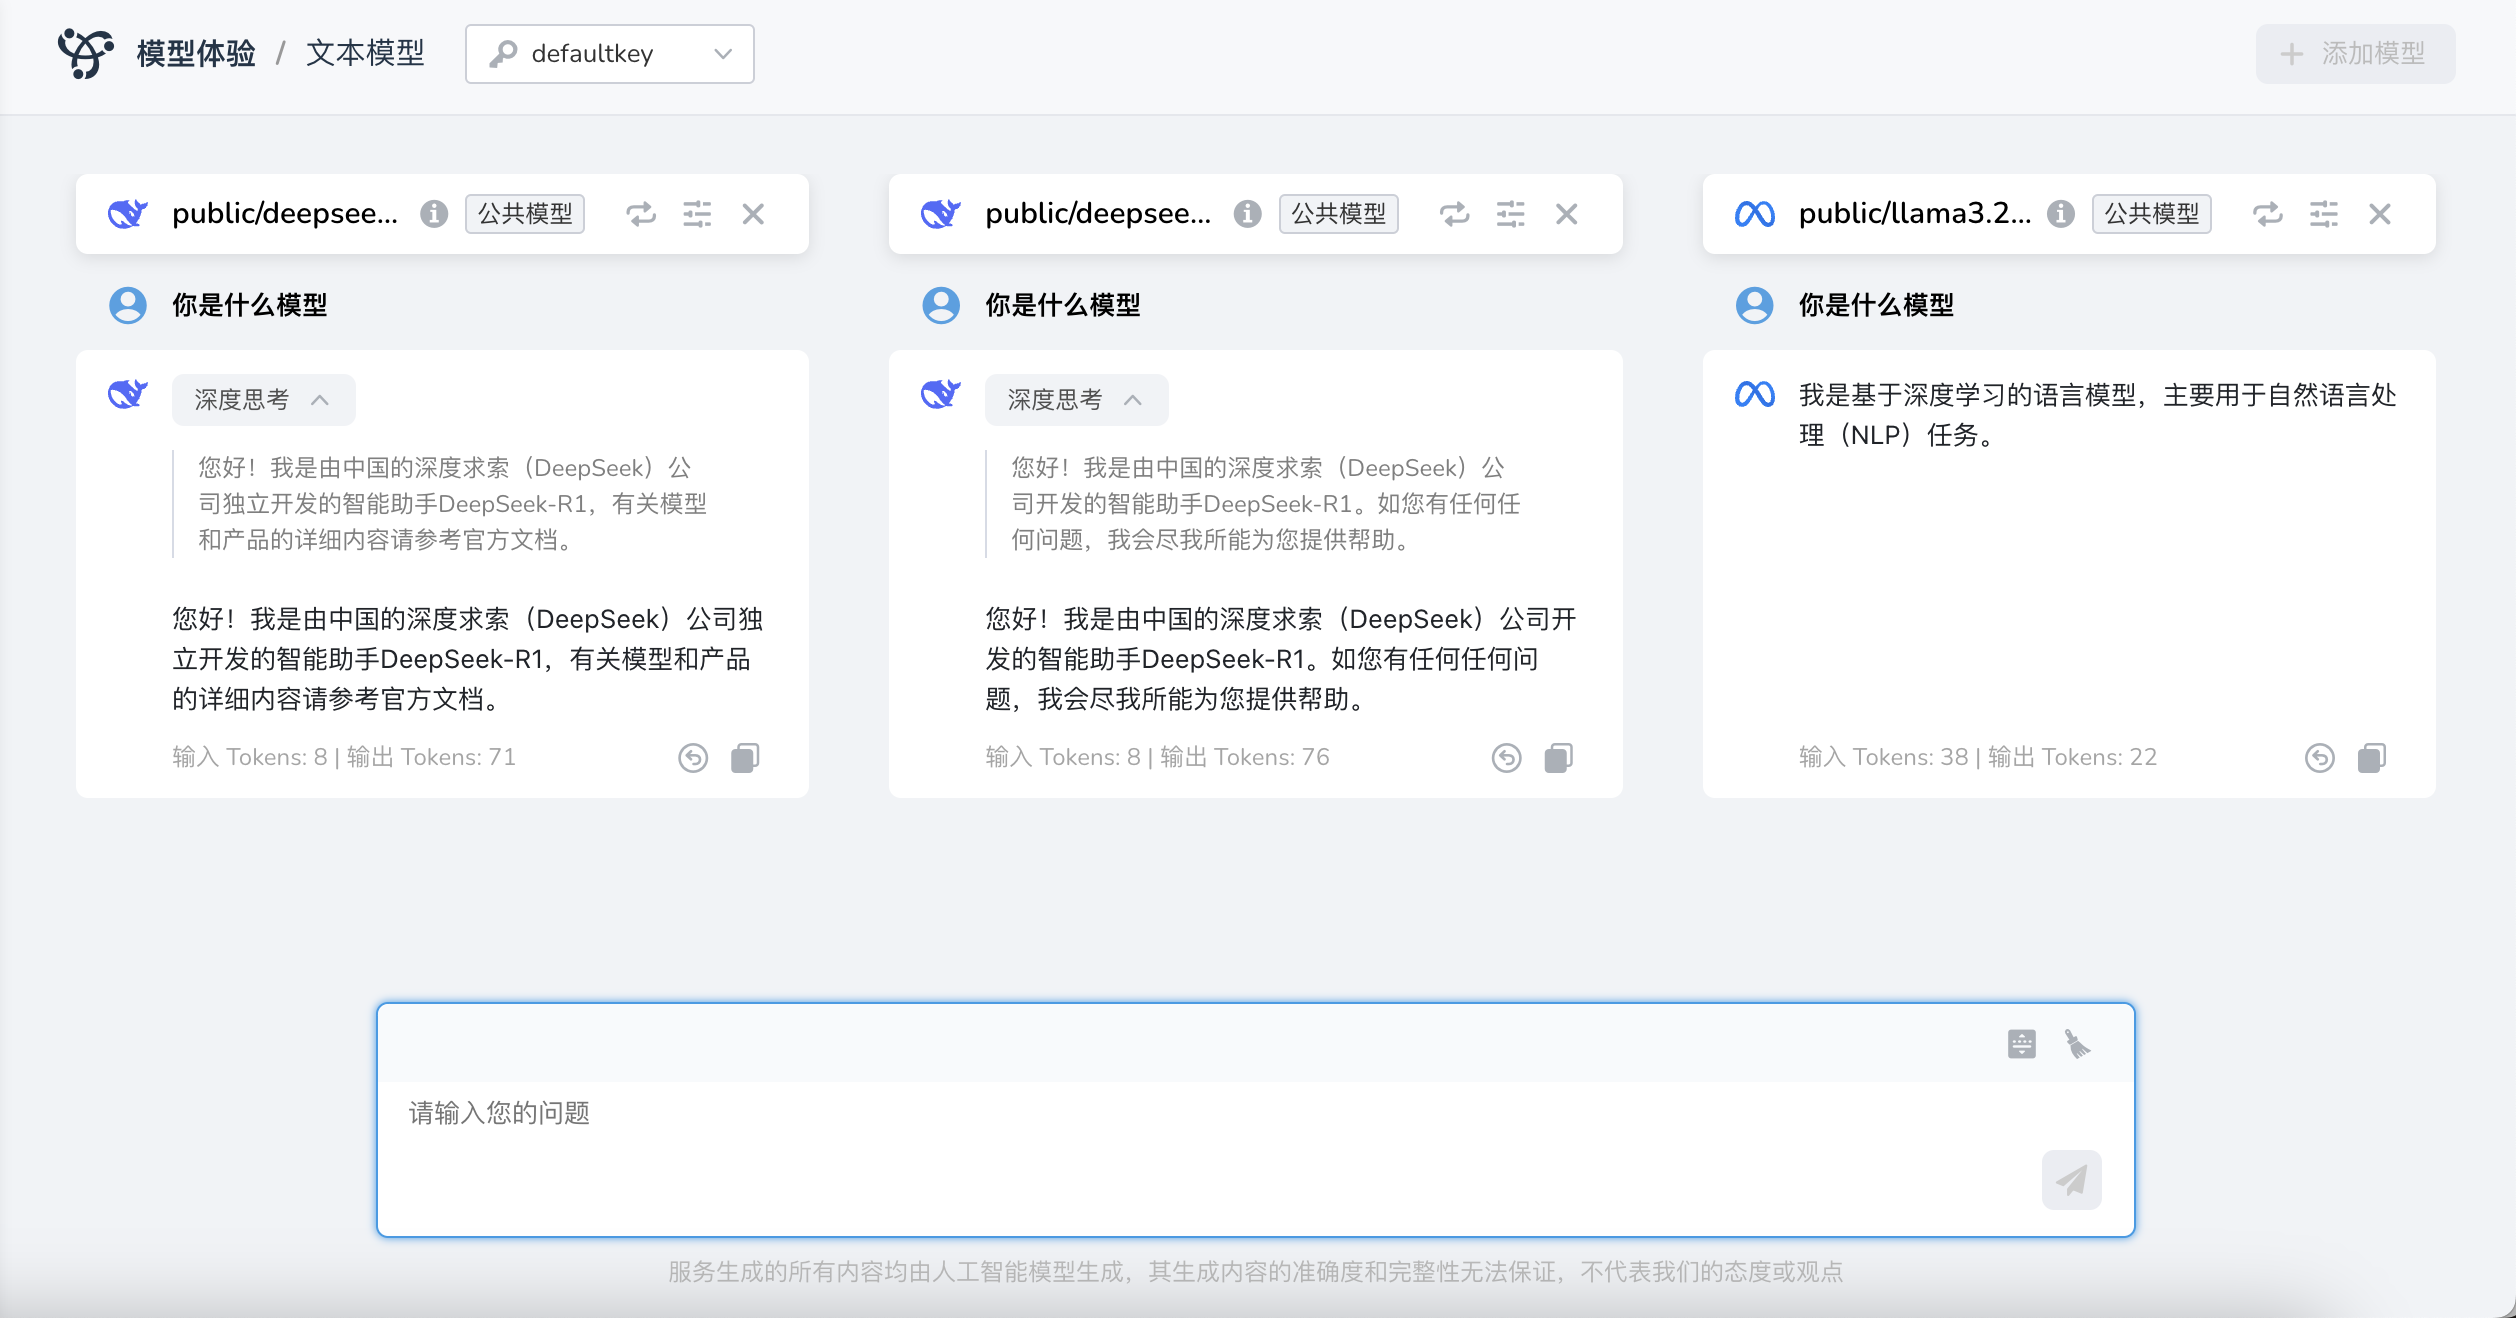 模型体验 / 文本模型 defaultkey
添加模型
public/deepsee... 公共模型
你是什么模型
深度思考
您好！我是由中国的深度求索（DeepSeek）公
司独立开发的智能助手DeepSeek-R1，有关模型
和产品的详细内容请参考官方文档。
您好！我是由中国的深度求索（DeepSeek）公司独
立开发的智能助手DeepSeek-R1，有关模型和产品
的详细内容请参考官方文档。
输入 Tokens: 8 | 输出 Tokens: 71
public/deepsee... 公共模型
你是什么模型
深度思考
您好！我是由中国的深度求索（DeepSeek）公
司开发的智能助手DeepSeek-R1。如您有任何任
何问题，我会尽我所能为您提供帮助。
您好！我是由中国的深度求索（DeepSeek）公司开
发的智能助手DeepSeek-R1。如您有任何任何问
题，我会尽我所能为您提供帮助。
输入 Tokens: 8 | 输出 Tokens: 76
public/llama3.2... 公共模型
你是什么模型
我是基于深度学习的语言模型，主要用于自然语言处
理（NLP）任务。
输入 Tokens: 38 | 输出 Tokens: 22
请输入您的问题
服务生成的所有内容均由人工智能模型生成，其生成内容的准确度和完整性无法保证，不代表我们的态度或观点